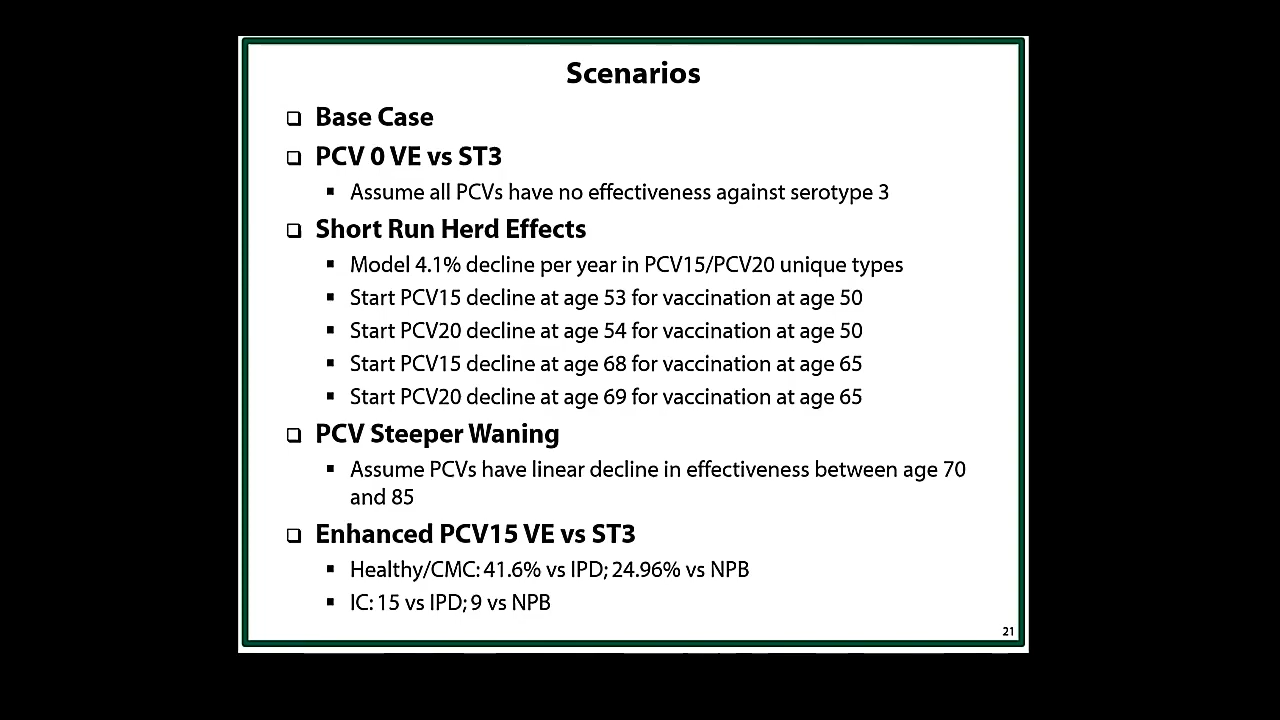 Scenarios
❑ Base Case
❑ PCV 0 VE vs ST3
▪ Assume all PCVs have no effectiveness against serotype 3
❑ Short Run Herd Effects
▪ Model 4.1% decline per year in PCV15/PCV20 unique types
▪ Start PCV15 decline at age 53 for vaccination at age 50
▪ Start PCV20 decline at age 54 for vaccination at age 50
▪ Start PCV15 decline at age 68 for vaccination at age 65
▪ Start PCV20 decline at age 69 for vaccination at age 65
❑ PCV Steeper Waning
▪ Assume PCVs have linear decline in effectiveness between age 70
and 85
❑ Enhanced PCV15 VE vs ST3
▪ Healthy/CMC: 41.6% vs IPD; 24.96% vs NPB
▪ IC: 15 vs IPD; 9 vs NPB
21